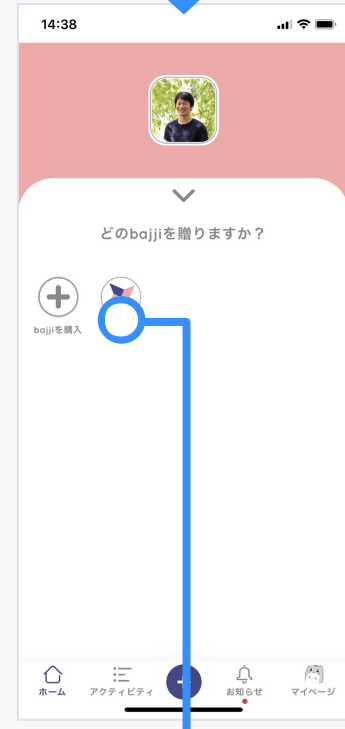 14:38
どのbajjiを贈りますか？
bajjiを購入
ホーム
アクティビティ
お知らせ
マイページ